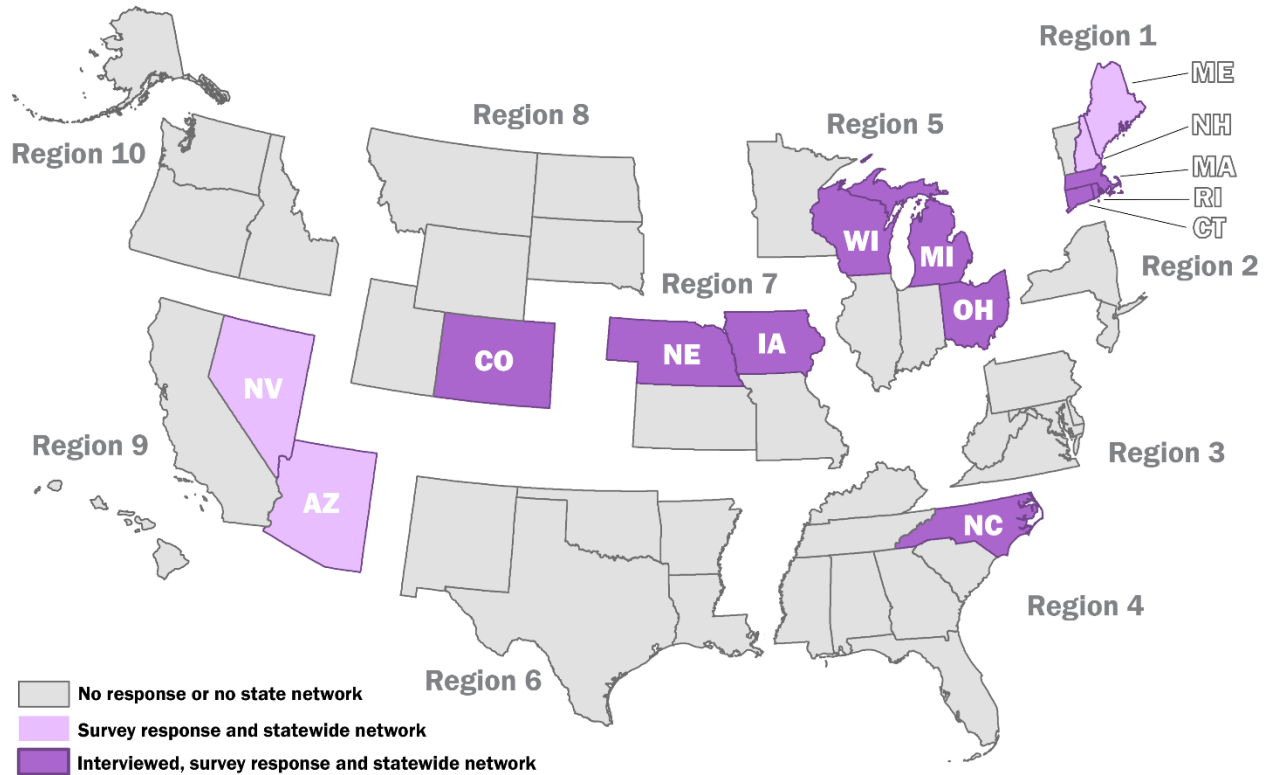 Region 1
ME
Region 8
Region 5
NH
Region 10
MA
RI
CT
WI
MI
Region 2
Region 7
OH
IA
NE
CO
NV
Region 9
Region 3
AZ
NC
Region 4
Region 6
No response or no state network
Survey response and statewide network
Interviewed, survey response and statewide network